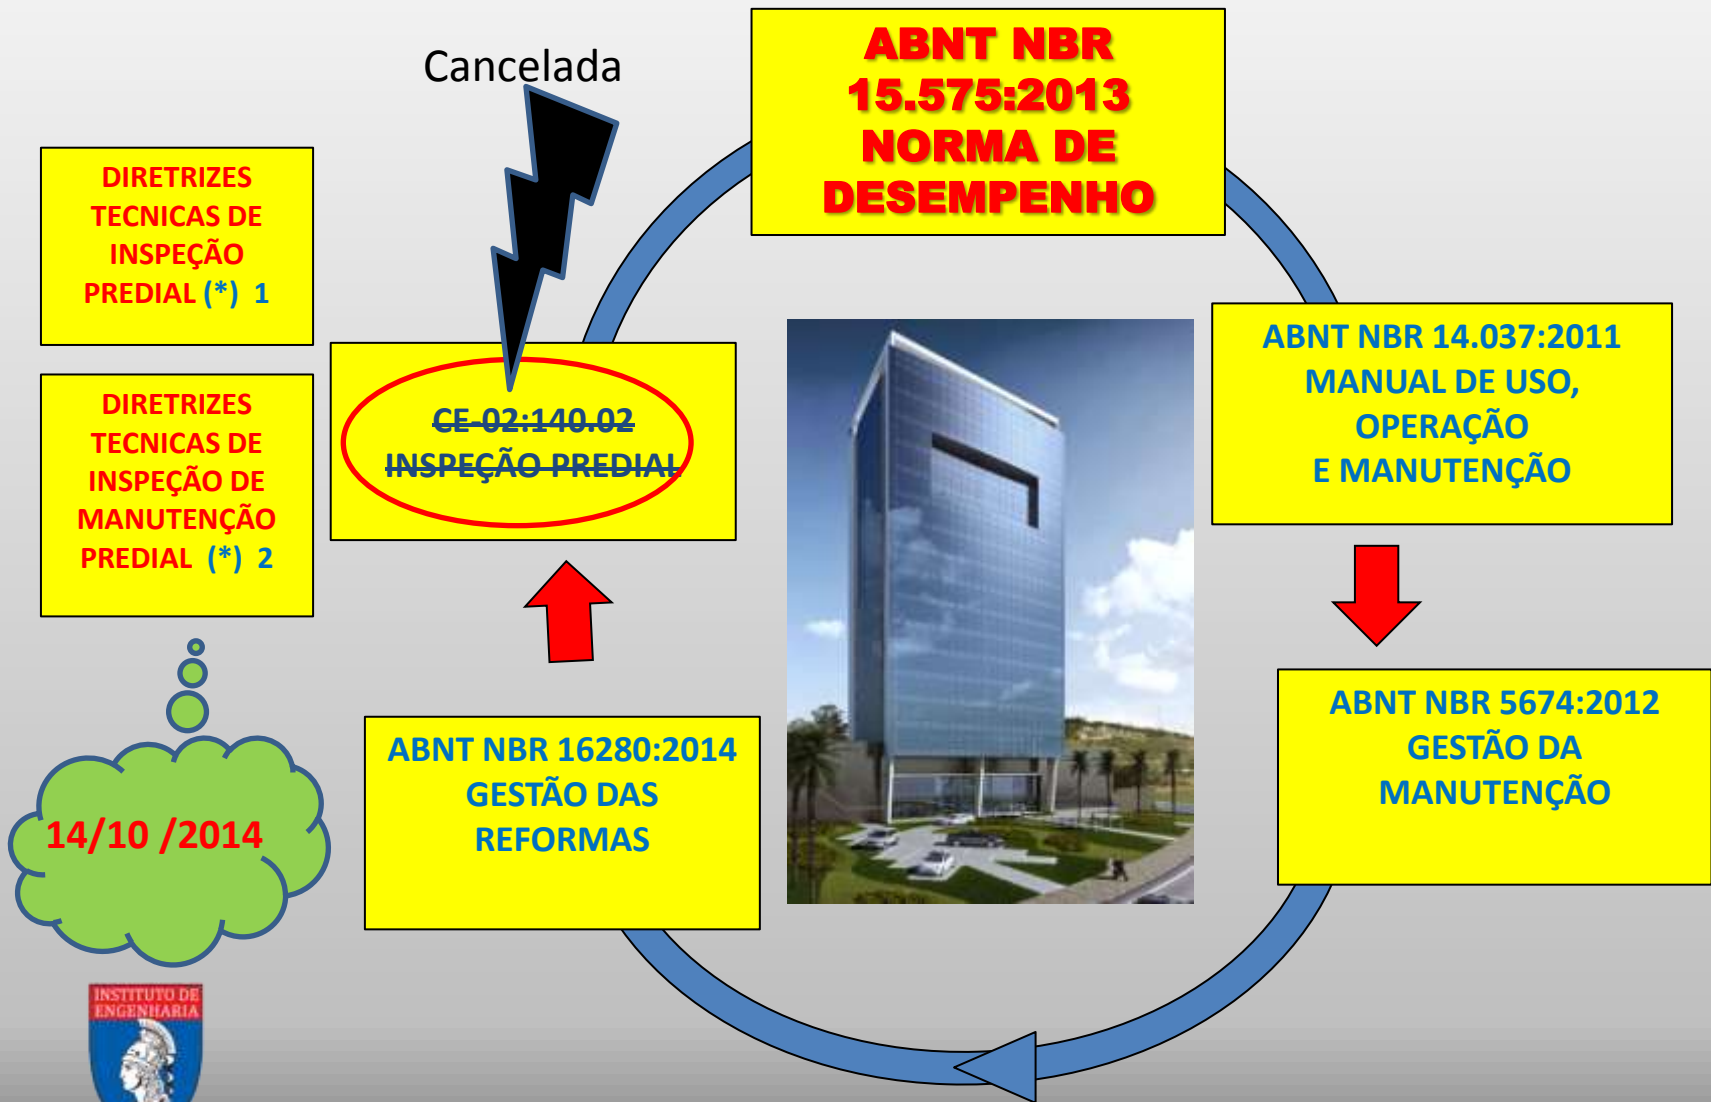 Cancelada
ABNT NBR
15.575:2013
NORMA DE
DESEMPENHO
DIRETRIZES
TECNICAS DE
INSPEÇÃO
PREDIAL (*) 1
DIRETRIZES
TECNICAS DE
INSPEÇÃO DE
MANUTENÇÃO
PREDIAL (*) 2
CE-02:140.02
INSPEÇÃO PREDIAL
ABNT NBR 14.037:2011
MANUAL DE USO,
OPERAÇÃO
E MANUTENÇÃO
ABNT NBR 5674:2012
GESTÃO DA
MANUTENÇÃO
ABNT NBR 16280:2014
GESTÃO DAS
REFORMAS
14/10 /2014
INSTITUTO DE
ENGENHARIA